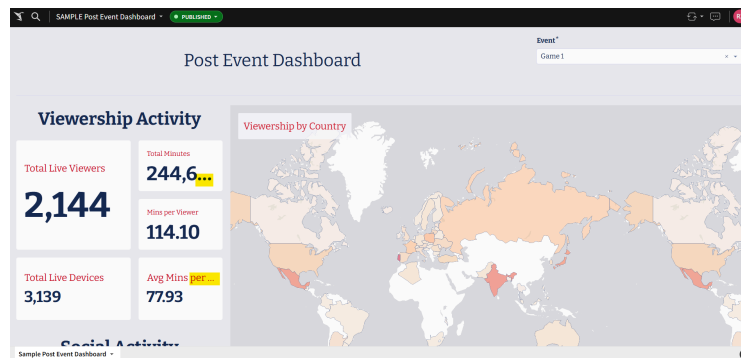 SAMPLE Post Event Dashboard
PUBLISHED
Post Event Dashboard
Event*
Game 1
Viewership Activity
Viewership by Country
Total Live Viewers
2,144
Total Minutes
244,6...
Mins per Viewer
114.10
Total Live Devices
3,139
Avg Mins per ...
77.93
Social Activity
Sample Post Event Dashboard